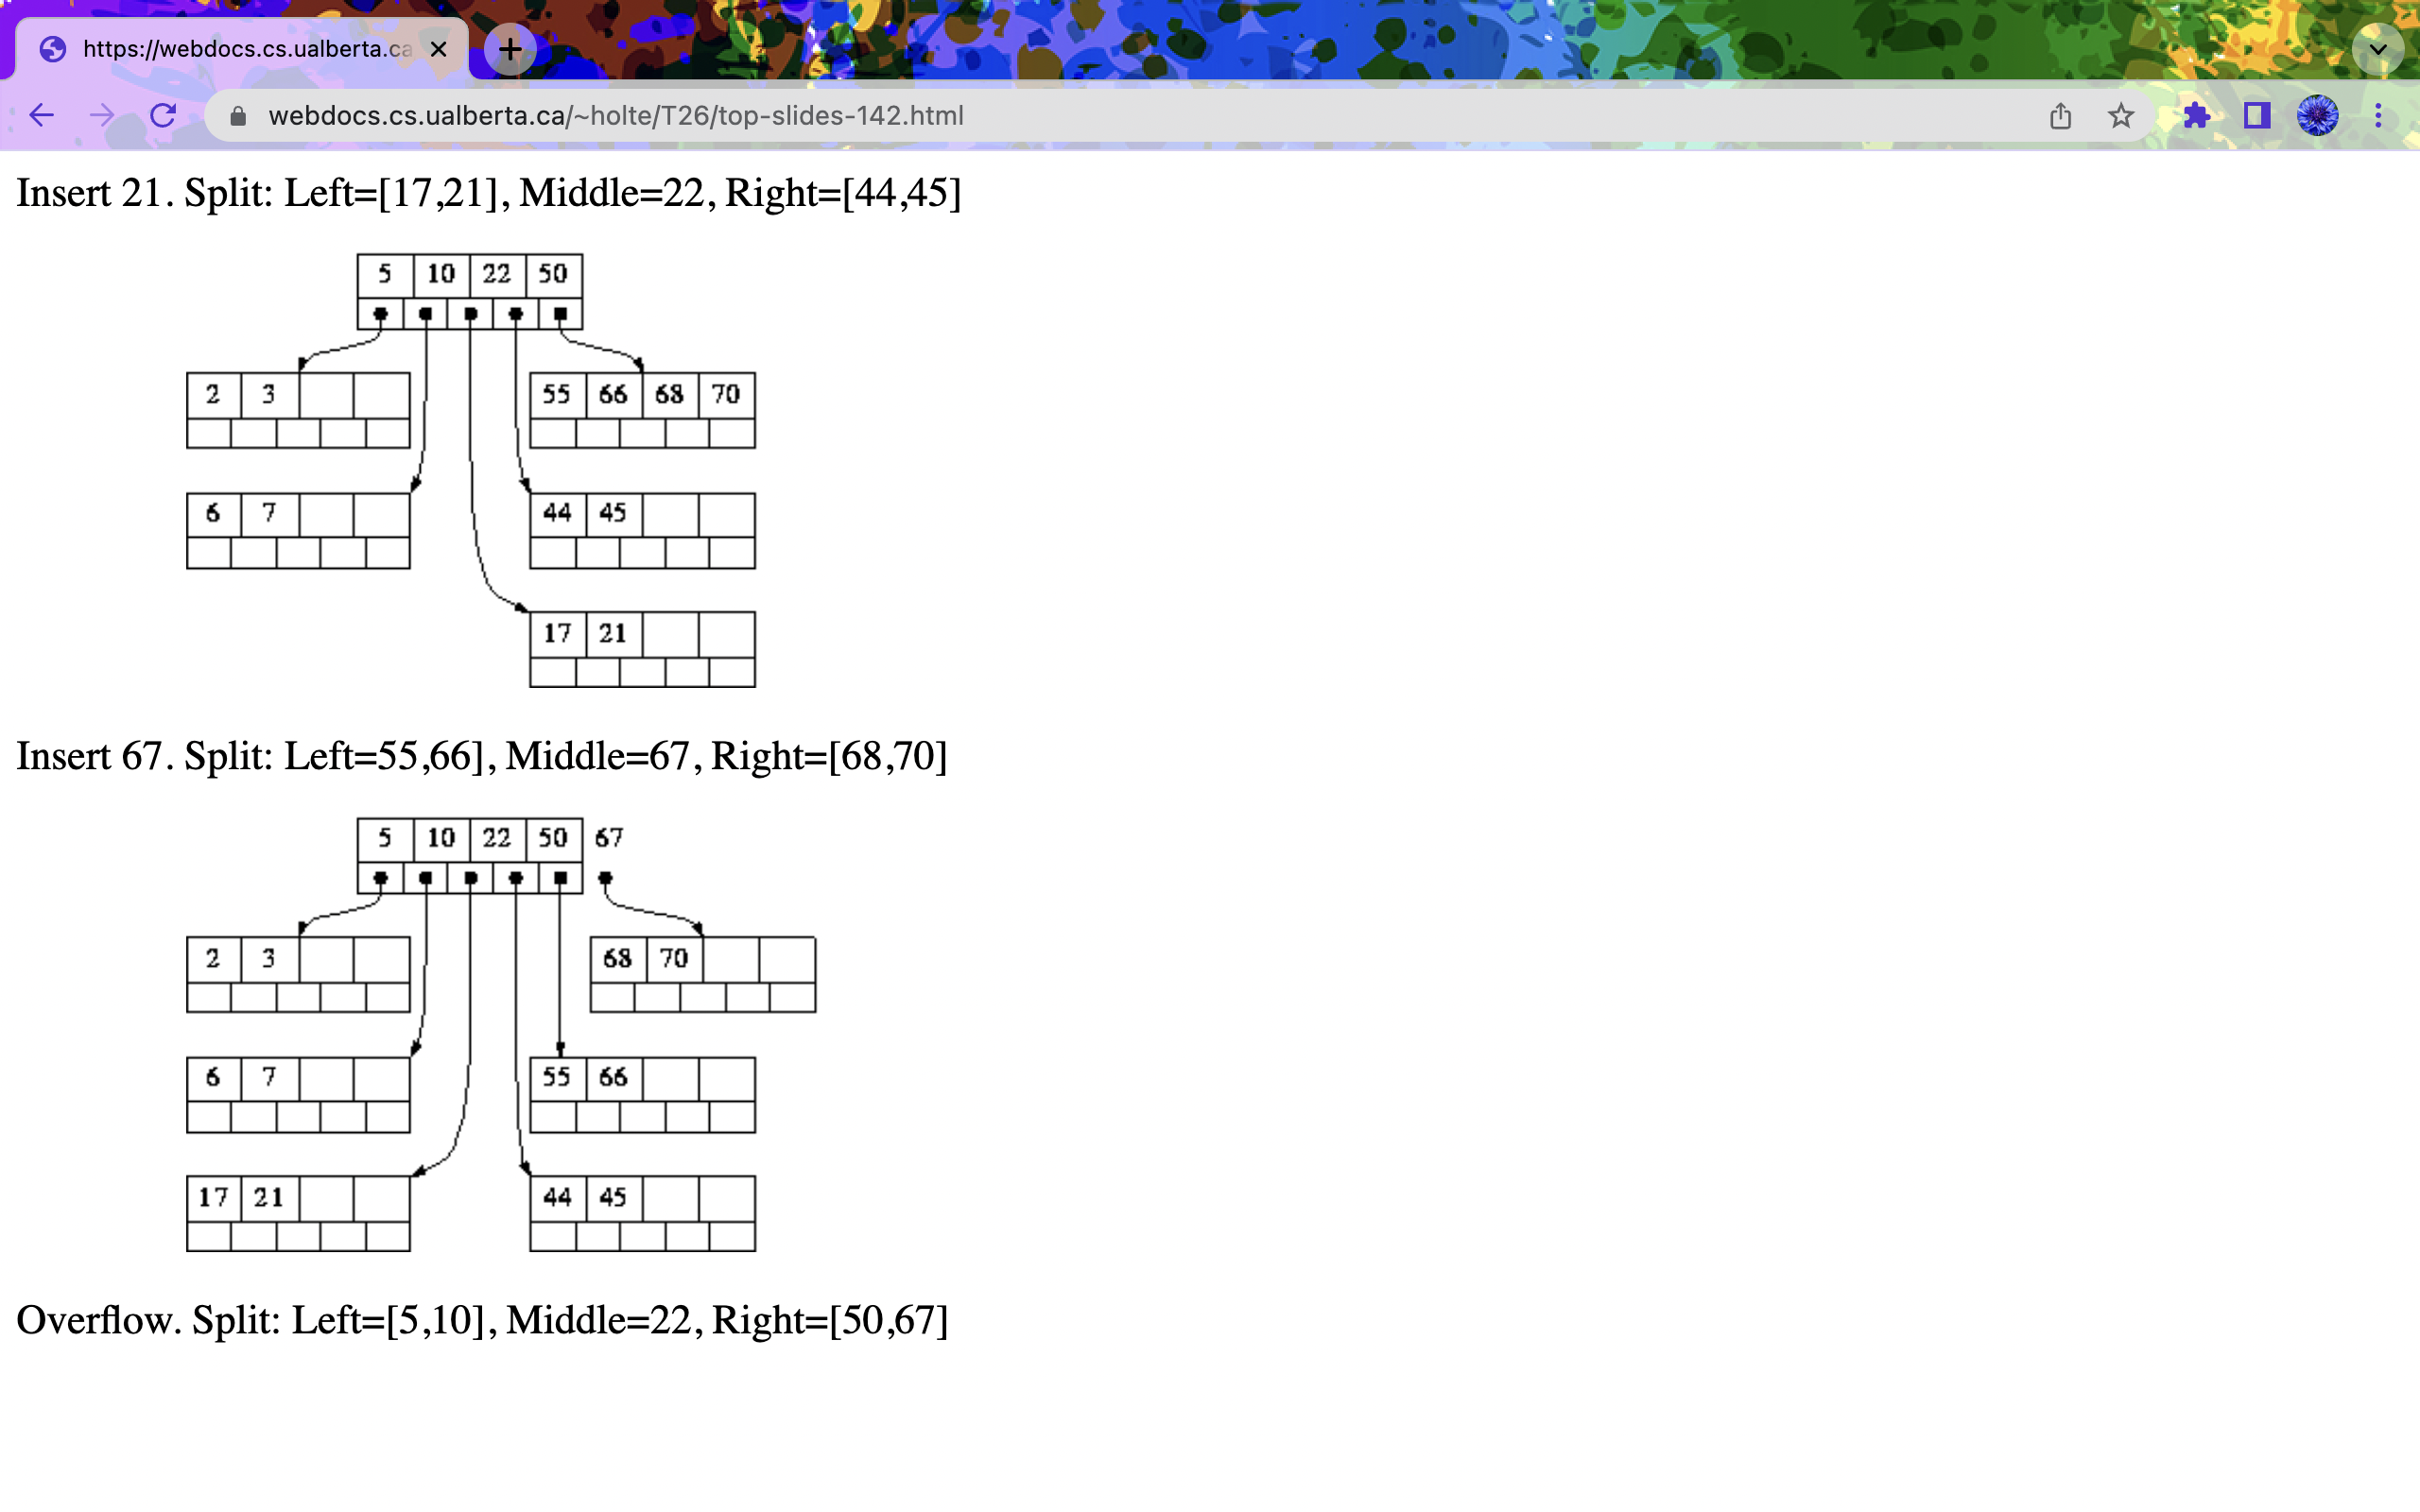 https://webdocs.cs.ualberta.ca
webdocs.cs.ualberta.ca/~holte/T26/top-slides-142.html
Insert 21. Split: Left=[17,21], Middle=22, Right=[44,45]
5 10 22 50
2 3
55 66 68 70
6 7
44 45
17 21
Insert 67. Split: Left=55,66], Middle=67, Right=[68,70]
5 10 22 50 67
2 3
68 70
6 7
55 66
17 21
44 45
Overflow. Split: Left=[5,10], Middle=22, Right=[50,67]